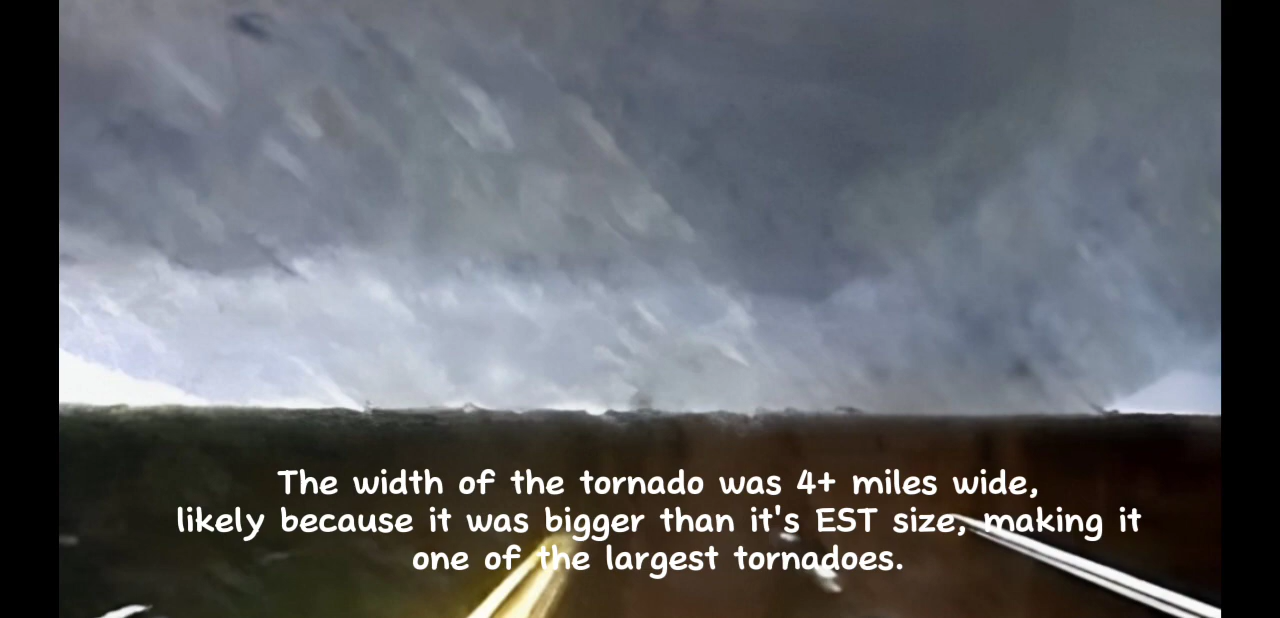 The width of the tornado was 4+ miles wide,
likely because it was bigger than it's EST size, making it
one of the largest tornadoes.